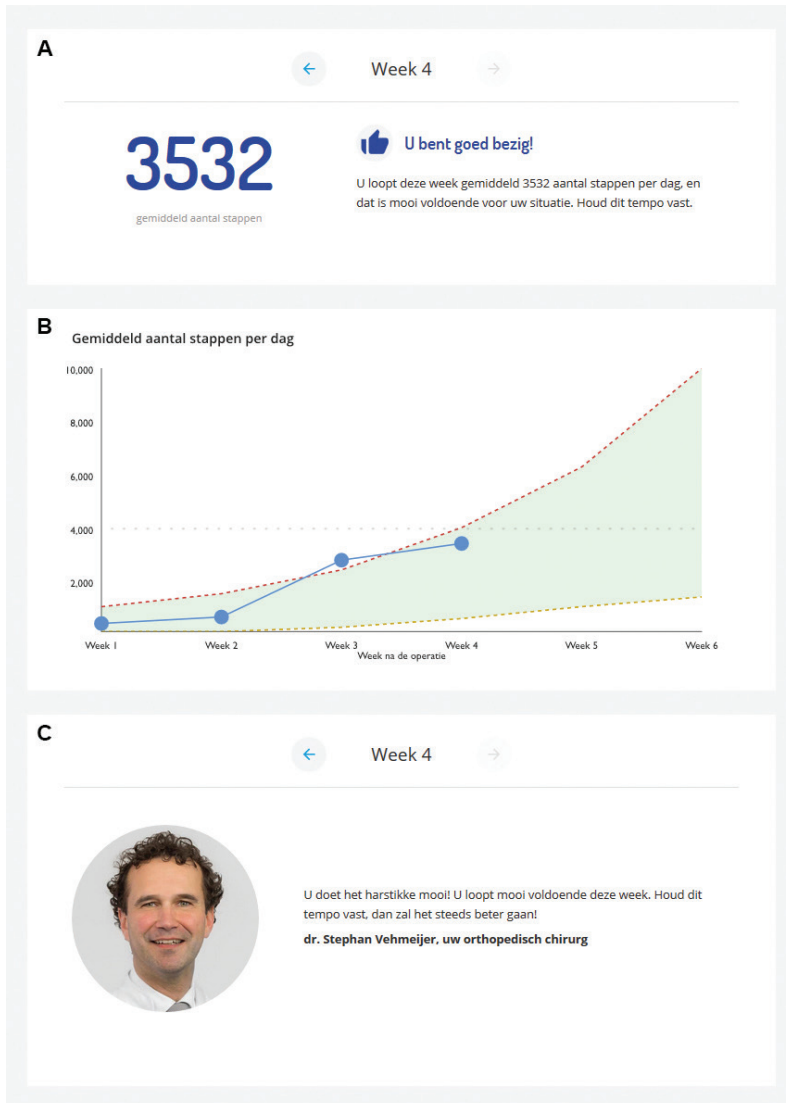 A
← Week 4 →
3532
gemiddeld aantal stappen
U bent goed bezig!
U loopt deze week gemiddeld 3532 aantal stappen per dag, en
dat is mooi voldoende voor uw situatie. Houd dit tempo vast.
B
Gemiddeld aantal stappen per dag
10,000
8,000
6,000
4,000
2,000
Week 1 Week 2 Week 3 Week 4 Week 5 Week 6
Week na de operatie
C
← Week 4 →
U doet het harstikke mooi! U loopt mooi voldoende deze week. Houd dit
tempo vast, dan zal het steeds beter gaan!
dr. Stephan Vehmeijer, uw orthopedisch chirurg